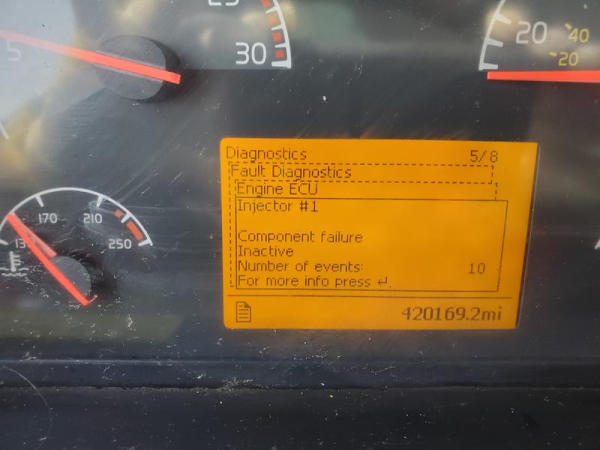 25
30
5
20
40
20
Diagnostics 5/8
Fault Diagnostics
Engine ECU
Injector #1
Component failure
Inactive
Number of events: 10
For more info press ↵.
170
210
250
420169.2mi